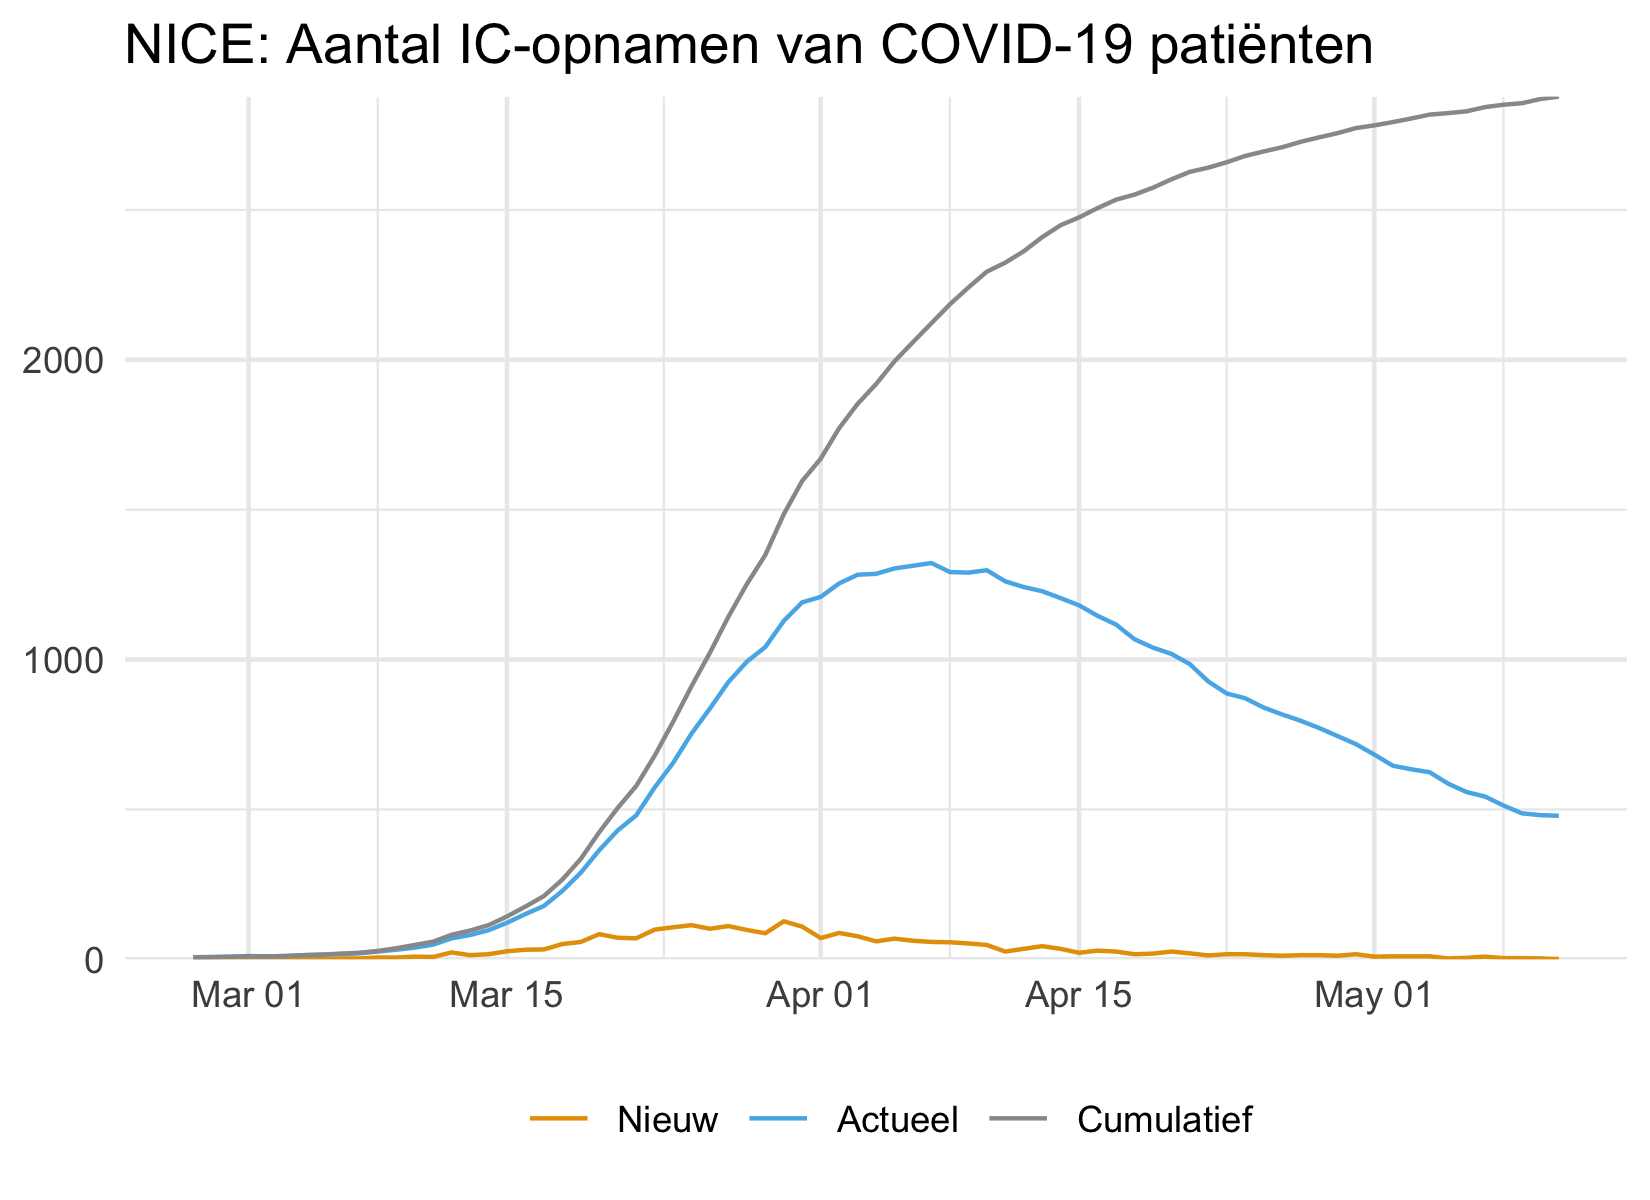 NICE: Aantal IC-opnamen van COVID-19 patiënten
2000
1000
0
Mar 01 Mar 15 Apr 01 Apr 15 May 01
Nieuw Actueel Cumulatief